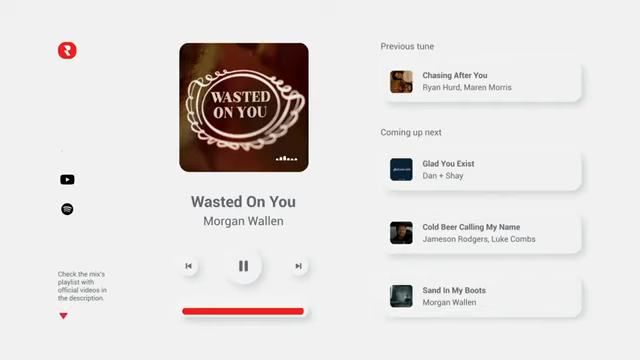 R
WASTED
ON YOU
Wasted On You
Morgan Wallen
Check the mix's
playlist with
official videos in
the description.
Previous tune
Chasing After You
Ryan Hurd, Maren Morris
Coming up next
Glad You Exist
Dan + Shay
Cold Beer Calling My Name
Jameson Rodgers, Luke Combs
Sand In My Boots
Morgan Wallen